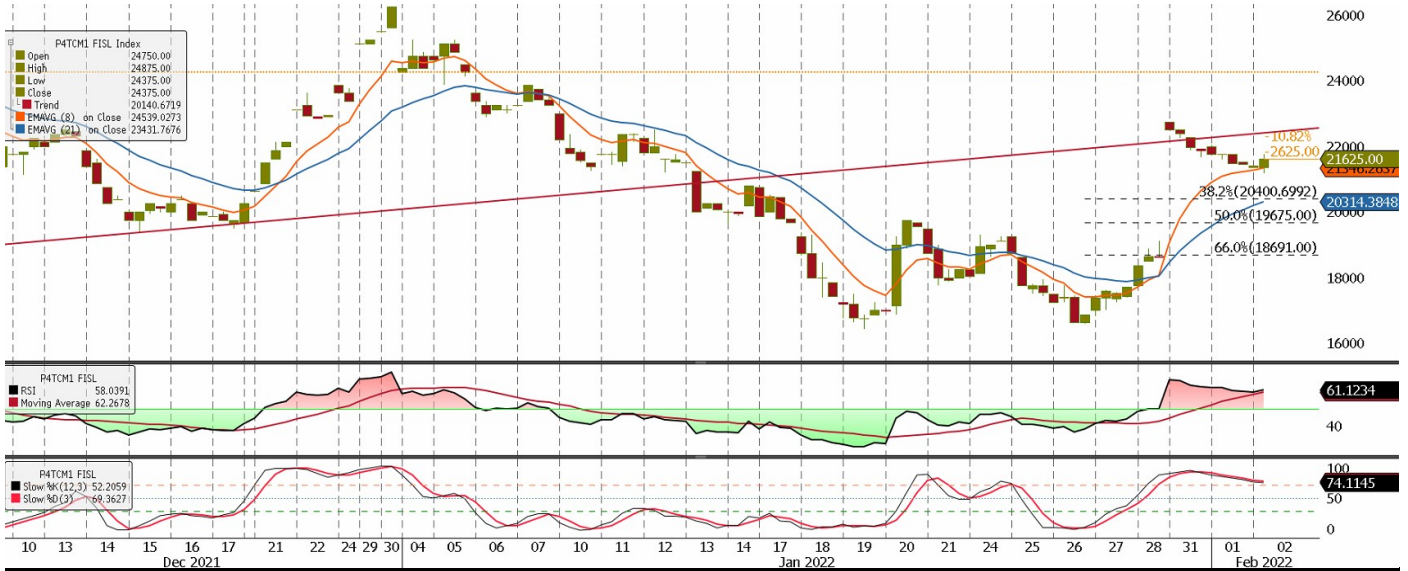 P4TCM1 FISL Index
Open 24750.00
High 24875.00
Low 24375.00
Close 24375.00
Trend 20140.6719
EMAVG (8) on Close 24539.0273
EMAVG (21) on Close 23431.7676
26000
24000
22000
20000
18000
16000
-10.82%
-2625.00
21625.00
38.2%(20400.6992)
20314.3848
50.0%(19675.00)
66.0%(18691.00)
P4TCM1 FISL
RSI 58.0391
Moving Average 62.2678
61.1234
40
P4TCM1 FISL
Slow %K(12,3) 52.2059
Slow %D(3) 69.3627
100
74.1145
50
0
10 13 14 15 16 17 21 22 24 29 30 04 05 06 07 10 11 12 13 14 17 18 19 20 21 24 25 26 27 28 31 01 02
Dec 2021 Jan 2022 Feb 2022